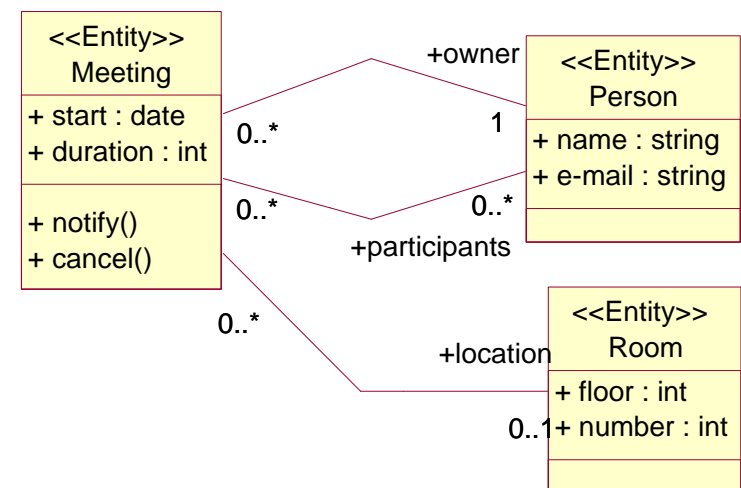 <<Entity>>
Meeting
+ start : date
+ duration : int
+ notify()
+ cancel()
+owner
0..*
1
<<Entity>>
Person
+ name : string
+ e-mail : string
0..*
0..*
+participants
0..*
+location
0..1
<<Entity>>
Room
+ floor : int
+ number : int